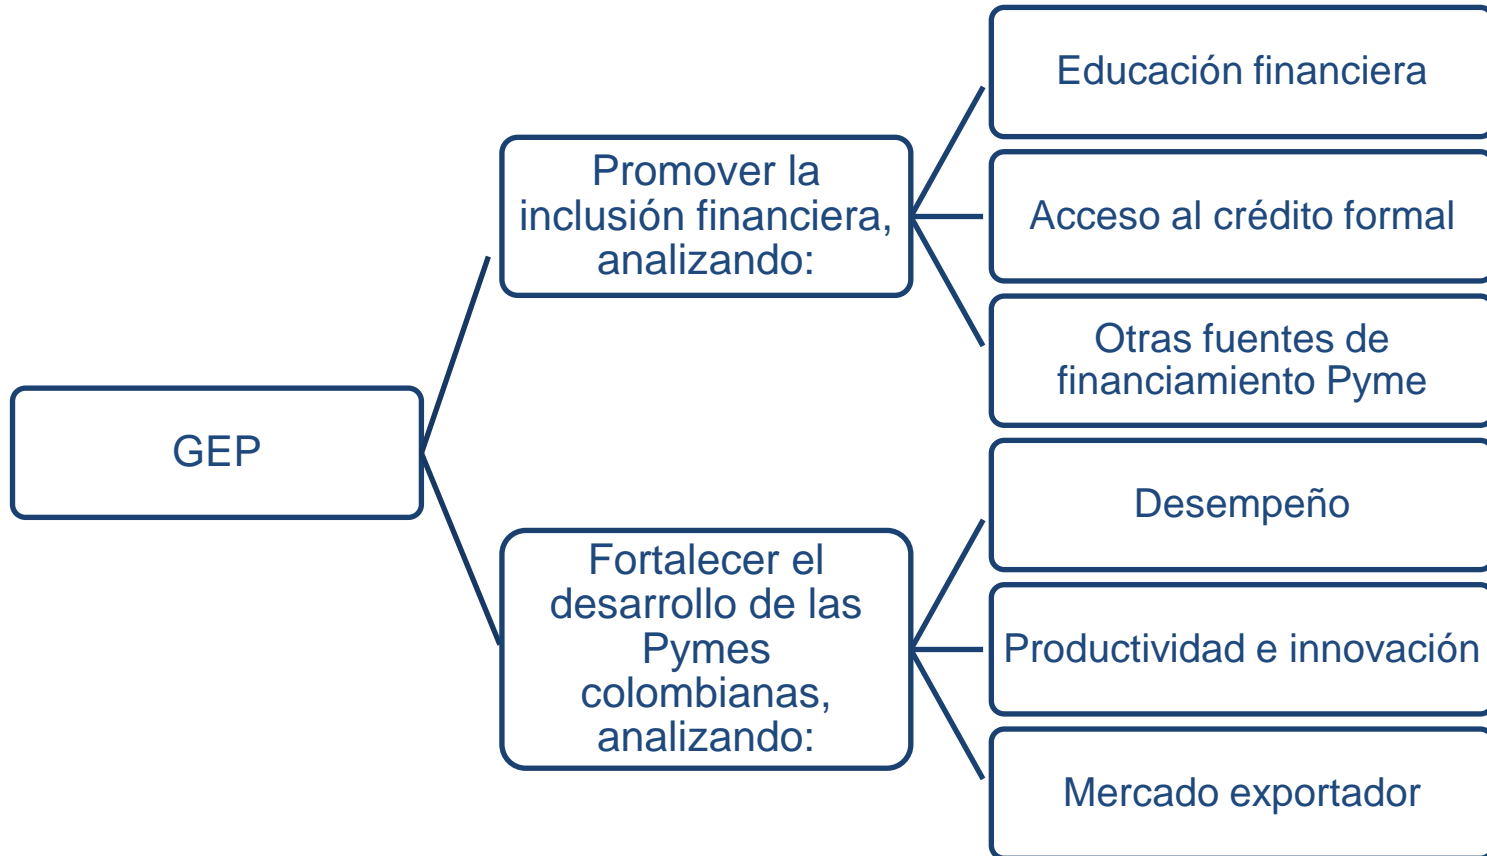 GEP
Promover la
inclusión financiera,
analizando:
Educación financiera
Acceso al crédito formal
Otras fuentes de
financiamiento Pyme
Fortalecer el
desarrollo de las
Pymes
colombianas,
analizando:
Desempeño
Productividad e innovación
Mercado exportador